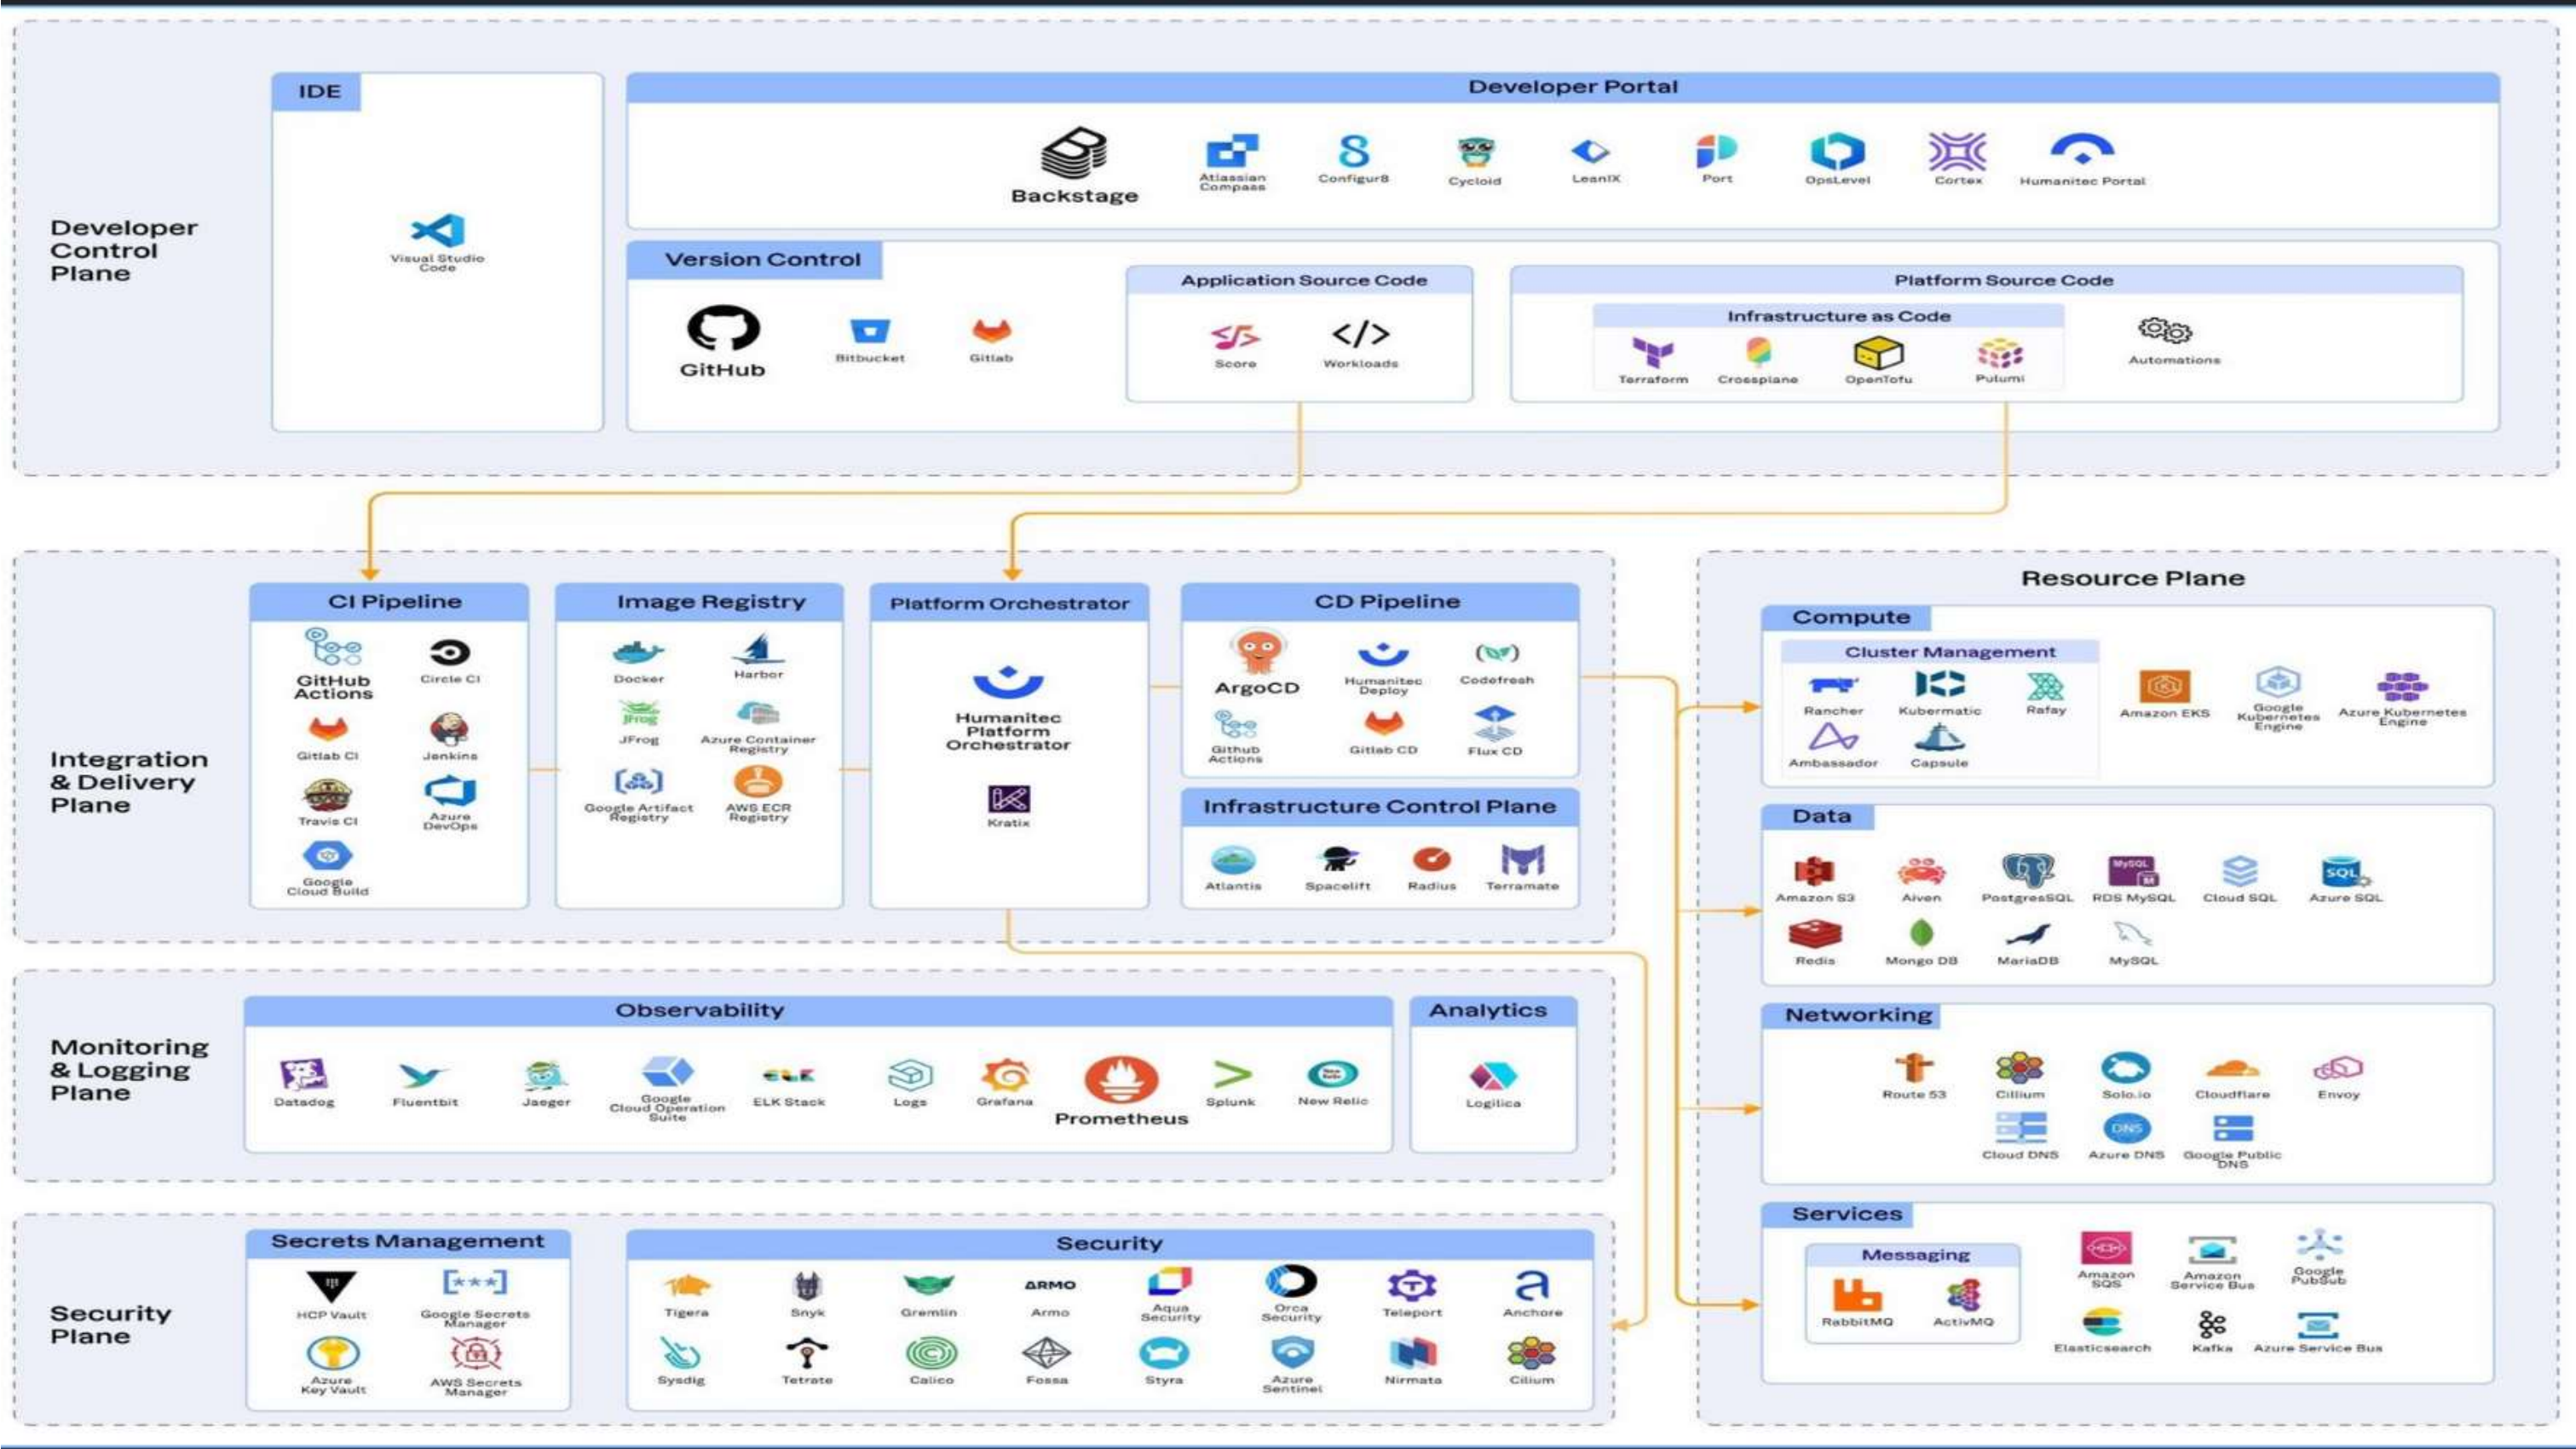 Developer
Control
Plane
IDE
Visual Studio
Code
Developer Portal
Backstage
Atlassian
Compass
Configur8
Cycloid
LeanIX
Port
OpsLevel
Cortex
Humanitec Portal
Version Control
GitHub
Bitbucket
Gitlab
Application Source Code
Score
Workloads
Platform Source Code
Infrastructure as Code
Terraform
Crossplane
OpenTofu
Pulumi
Automations
Integration
& Delivery
Plane
CI Pipeline
GitHub
Actions
Circle CI
Gitlab CI
Jenkins
Travis CI
Azure
DevOps
Google
Cloud Build
Image Registry
Docker
Harbor
JFrog
JFrog
Azure Container
Registry
Google Artifact
Registry
AWS ECR
Registry
Platform Orchestrator
Humanitec
Platform
Orchestrator
Kratix
CD Pipeline
ArgoCD
Humanitec
Deploy
Codefresh
Github
Actions
Gitlab CD
Flux CD
Infrastructure Control Plane
Atlantis
Spacelift
Radius
Terramate
Monitoring
& Logging
Plane
Observability
Datadog
Fluentbit
Jaeger
Google
Cloud Operation
Suite
ELK
ELK Stack
Logs
Grafana
Prometheus
Splunk
New
Relic
New Relic
Analytics
Logilica
Security
Plane
Secrets Management
HCP Vault
[***]
Google Secrets
Manager
Azure
Key Vault
AWS Secrets
Manager
Security
Tigera
Snyk
Gremlin
ARMO
Armo
Aqua
Security
Orca
Security
Teleport
Anchore
Sysdig
Tetrate
Calico
Fossa
Styra
Azure
Sentinel
Nirmata
Cilium
Resource Plane
Compute
Cluster Management
Rancher
Kubermatic
Rafay
Ambassador
Capsule
Amazon EKS
Google
Kubernetes
Engine
Azure Kubernetes
Engine
Data
Amazon S3
Aiven
PostgresSQL
MySQL
M
RDS MySQL
Cloud SQL
SQL
Azure SQL
Redis
Mongo DB
MariaDB
MySQL
Networking
Route 53
Cillium
Solo.io
Cloudflare
Envoy
Cloud DNS
DNS
Azure DNS
Google Public
DNS
Services
Messaging
RabbitMQ
ActivMQ
Amazon
SQS
Amazon
Service Bus
Google
PubSub
Elasticsearch
Kafka
Azure Service Bus